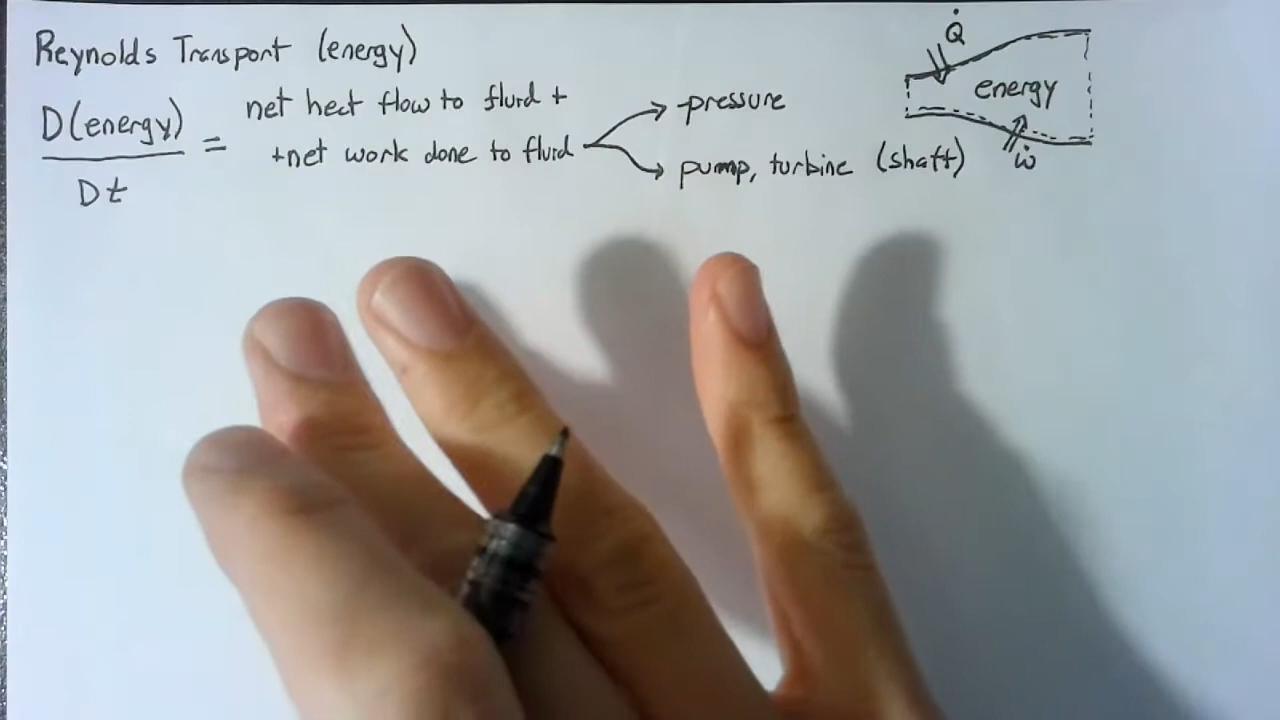 Reynolds Transport (energy)
D(energy)
Dt
=
net heat flow to fluid +
+net work done to fluid
-pressure
pump, turbine (shaft)
Q̇
energy
ẇ